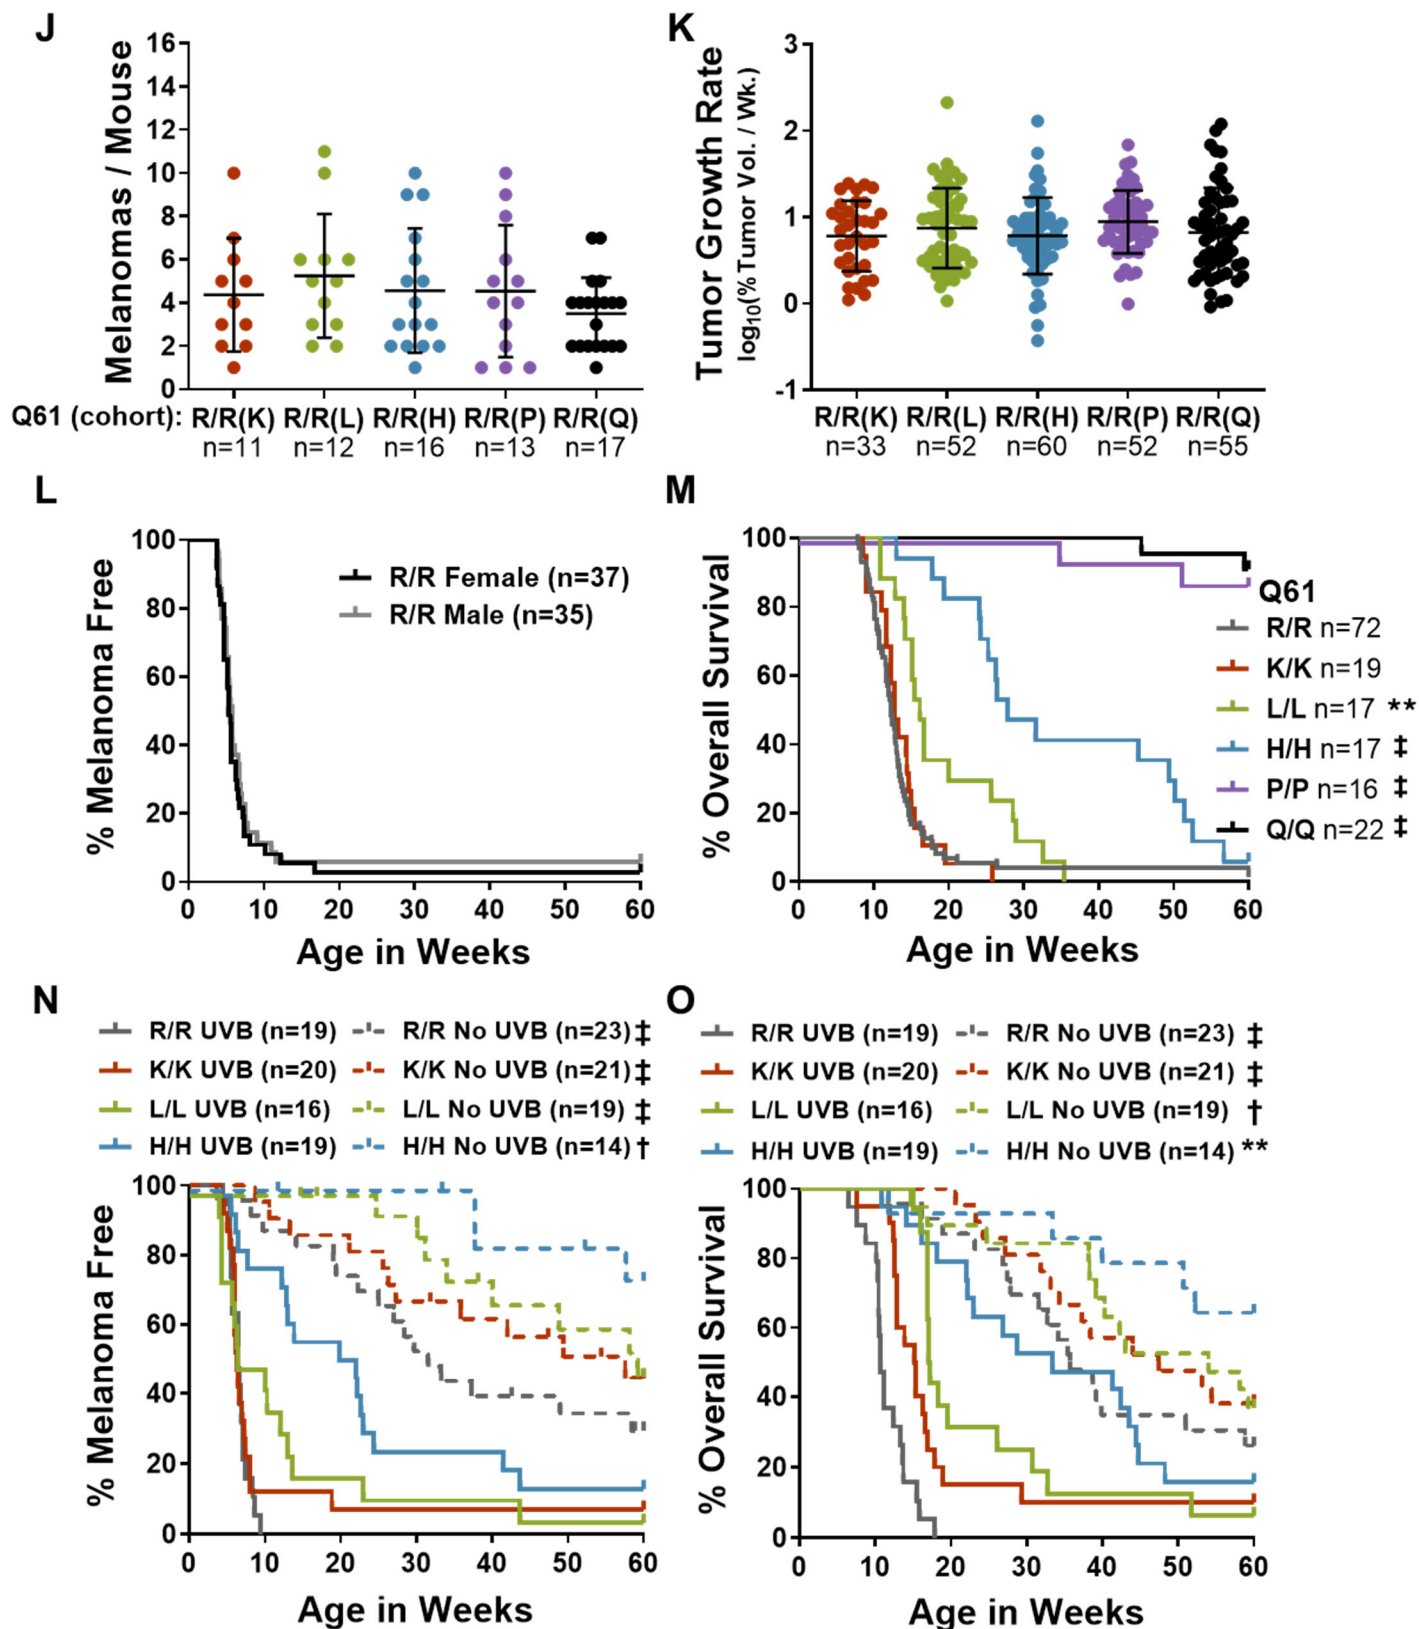 J
Melanomas / Mouse
16
14
12
10
8
6
4
2
0
Q61 (cohort): R/R(K) R/R(L) R/R(H) R/R(P) R/R(Q)
n=11 n=12 n=16 n=13 n=17
K
Tumor Growth Rate
log10(%Tumor Vol. / Wk.)
3
2
1
0
-1
R/R(K) R/R(L) R/R(H) R/R(P) R/R(Q)
n=33 n=52 n=60 n=52 n=55
L
% Melanoma Free
100
80
60
40
20
0
R/R Female (n=37)
R/R Male (n=35)
0 10 20 30 40 50 60
Age in Weeks
M
% Overall Survival
100
80
60
40
20
0
Q61
R/R n=72
K/K n=19
L/L n=17 **
H/H n=17 ‡
P/P n=16 ‡
Q/Q n=22 ‡
0 10 20 30 40 50 60
Age in Weeks
N
R/R UVB (n=19) R/R No UVB (n=23) ‡
K/K UVB (n=20) K/K No UVB (n=21) ‡
L/L UVB (n=16) L/L No UVB (n=19) ‡
H/H UVB (n=19) H/H No UVB (n=14) †
% Melanoma Free
100
80
60
40
20
0
0 10 20 30 40 50 60
Age in Weeks
O
R/R UVB (n=19) R/R No UVB (n=23) ‡
K/K UVB (n=20) K/K No UVB (n=21) ‡
L/L UVB (n=16) L/L No UVB (n=19) †
H/H UVB (n=19) H/H No UVB (n=14) **
% Overall Survival
100
80
60
40
20
0
0 10 20 30 40 50 60
Age in Weeks